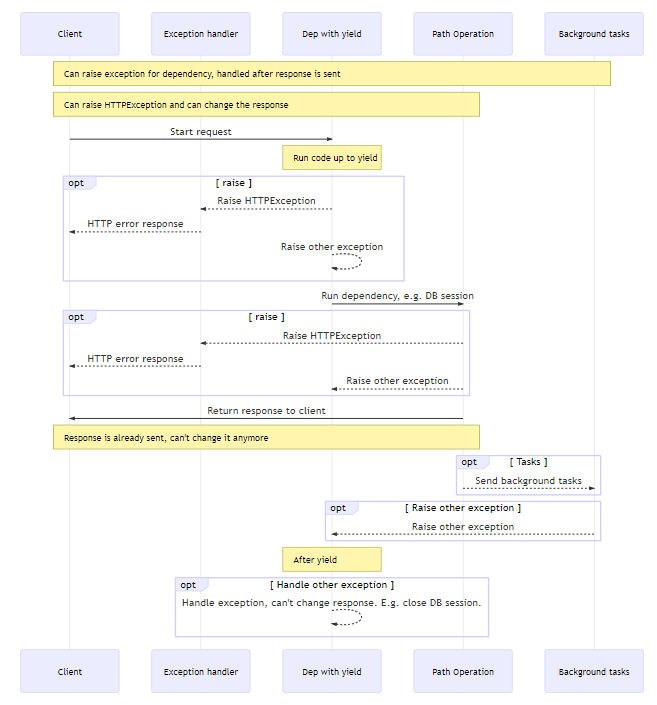 Client
Exception handler
Dep with yield
Path Operation
Background tasks
Can raise exception for dependency, handled after response is sent
Can raise HTTPException and can change the response
Start request
Run code up to yield
opt
[ raise ]
Raise HTTPException
HTTP error response
Raise other exception
Run dependency, e.g. DB session
opt
[ raise ]
Raise HTTPException
HTTP error response
Raise other exception
Return response to client
Response is already sent, can't change it anymore
opt
[ Tasks ]
Send background tasks
opt
[ Raise other exception ]
Raise other exception
After yield
opt
[ Handle other exception ]
Handle exception, can't change response. E.g. close DB session.
Client
Exception handler
Dep with yield
Path Operation
Background tasks